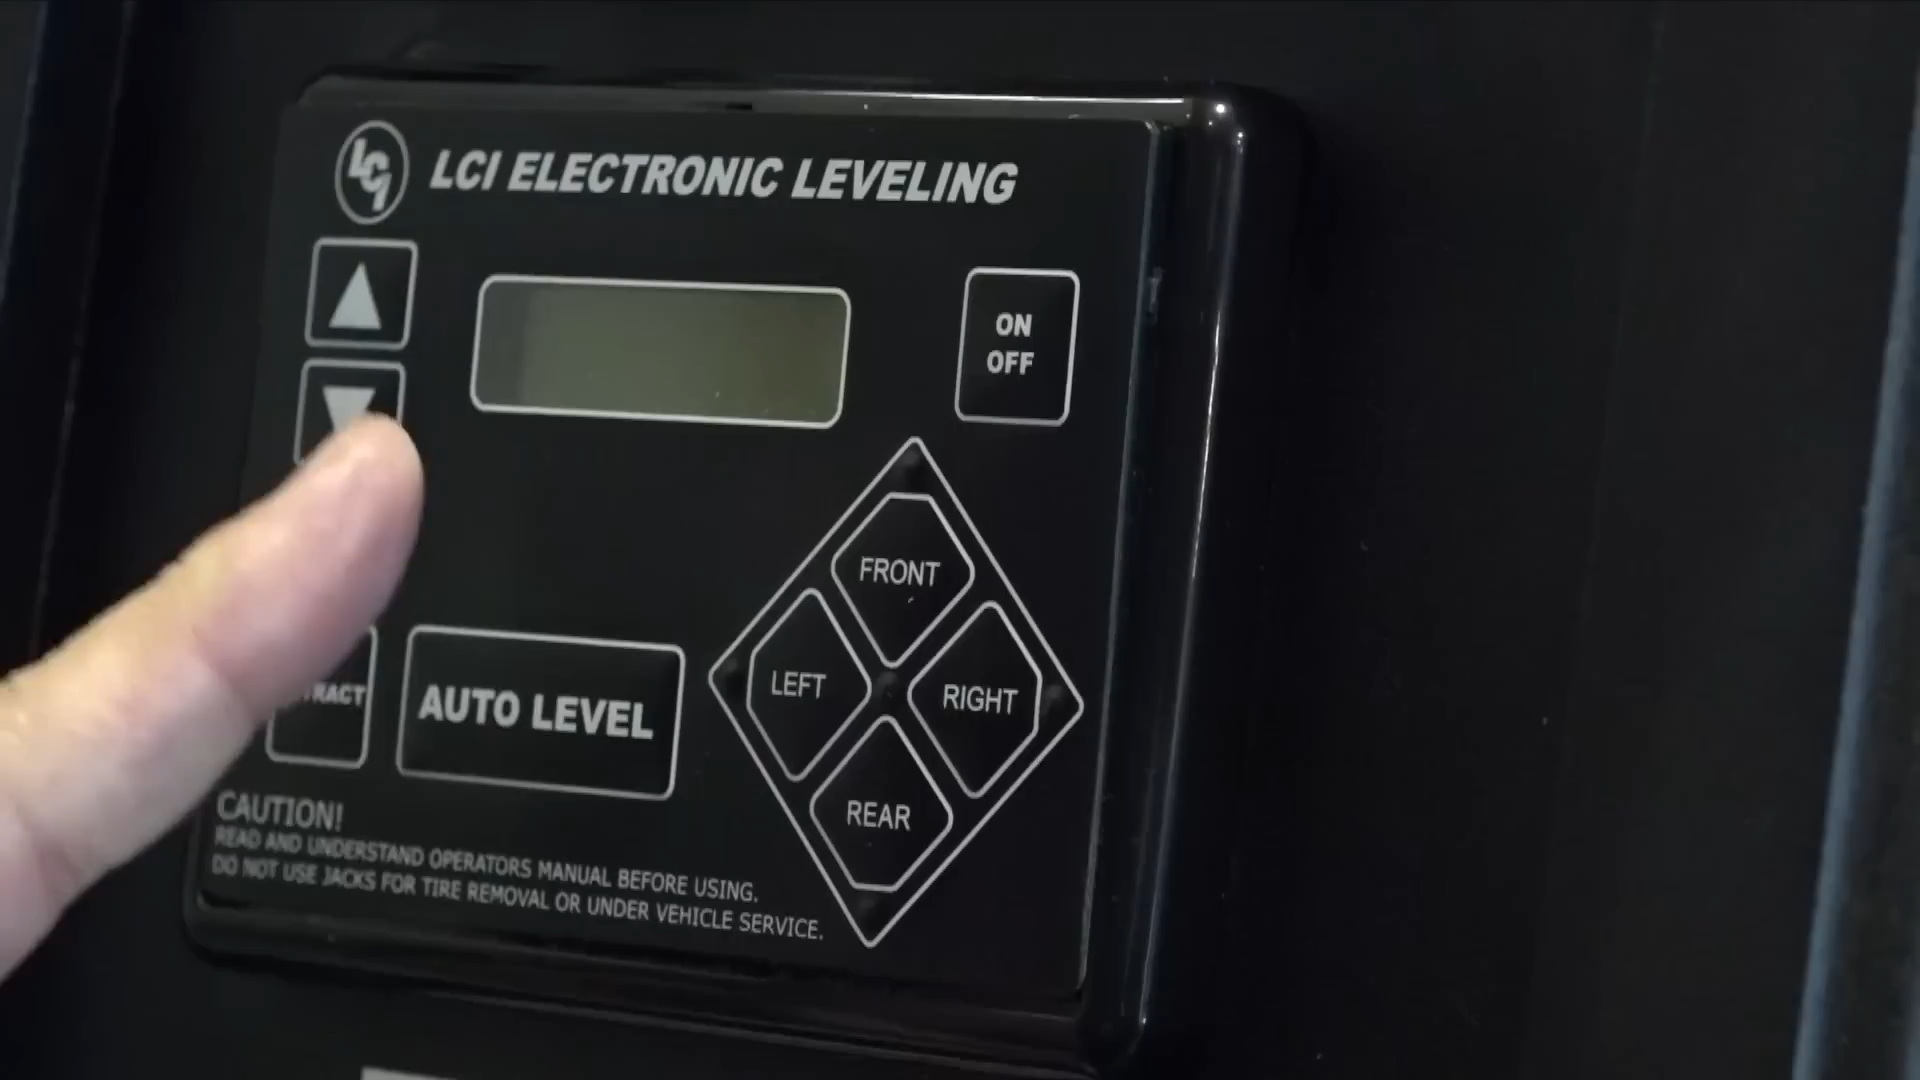 LCI
LCI ELECTRONIC LEVELING
ON
OFF
FRONT
LEFT
RIGHT
REAR
AUTO LEVEL
CAUTION!
READ AND UNDERSTAND OPERATORS MANUAL BEFORE USING.
DO NOT USE JACKS FOR TIRE REMOVAL OR UNDER VEHICLE SERVICE.